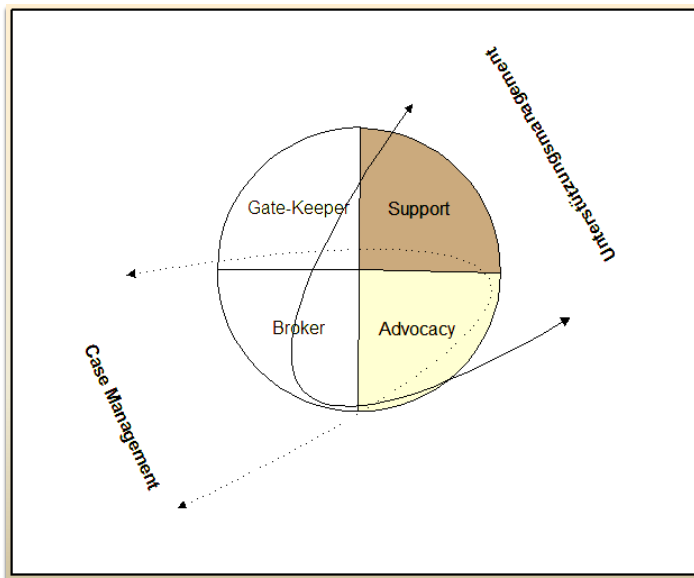 Unterstützungsmanagement
Gate-Keeper
Support
Broker
Advocacy
Case Management